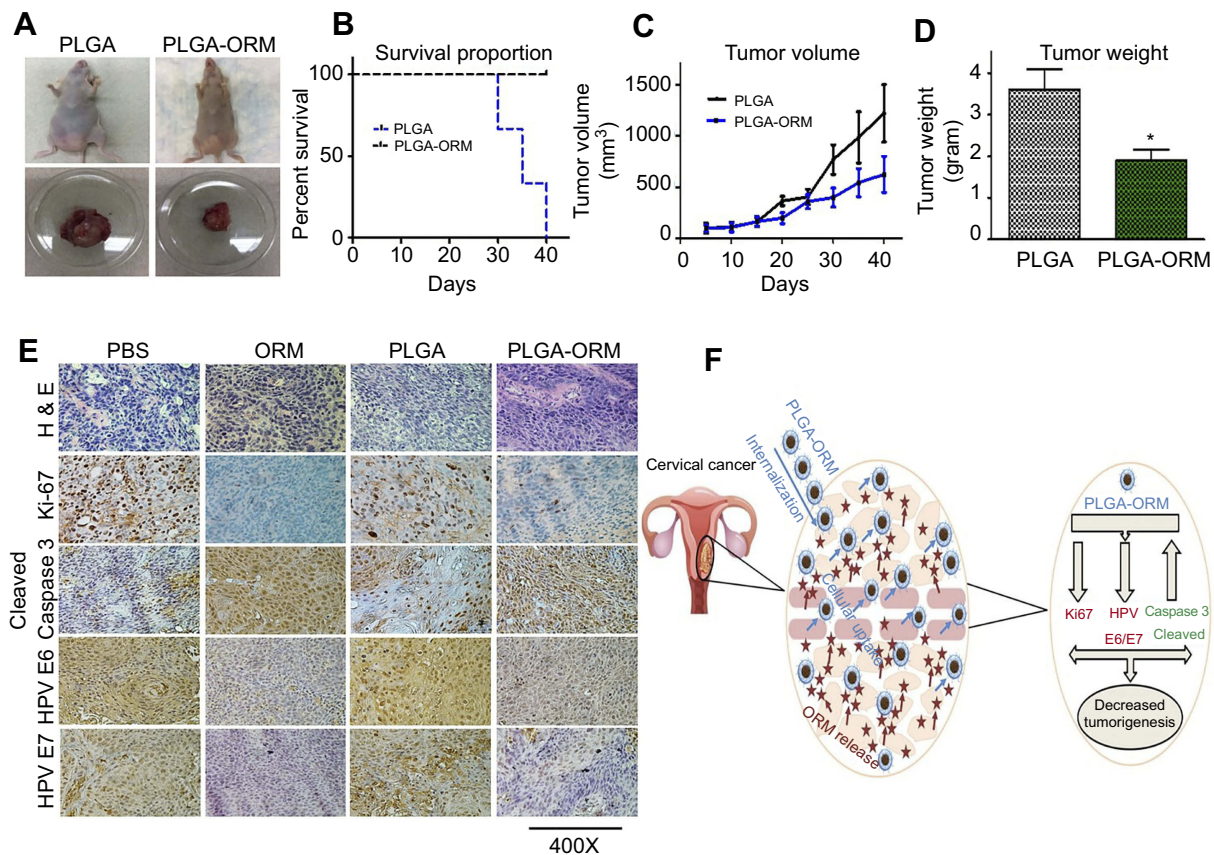 A
PLGA
PLGA-ORM
B
Survival proportion
100
50
0
Percent survival
PLGA
PLGA-ORM
0
10
20
30
40
Days
C
Tumor volume
1500
1000
500
0
Tumor volume
(mm³)
PLGA
PLGA-ORM
0
10
20
30
40
Days
D
Tumor weight
4
3
2
1
0
Tumor weight
(gram)
*
PLGA
PLGA-ORM
E
PBS
ORM
PLGA
PLGA-ORM
H & E
Ki-67
Cleaved
Caspase 3
HPV E6
HPV E7
400X
F
Cervical cancer
PLGA-ORM
Internalization
Cellular uptake
ORM release
PLGA-ORM
Ki67
HPV
E6/E7
Caspase 3
Cleaved
Decreased
tumorigenesis